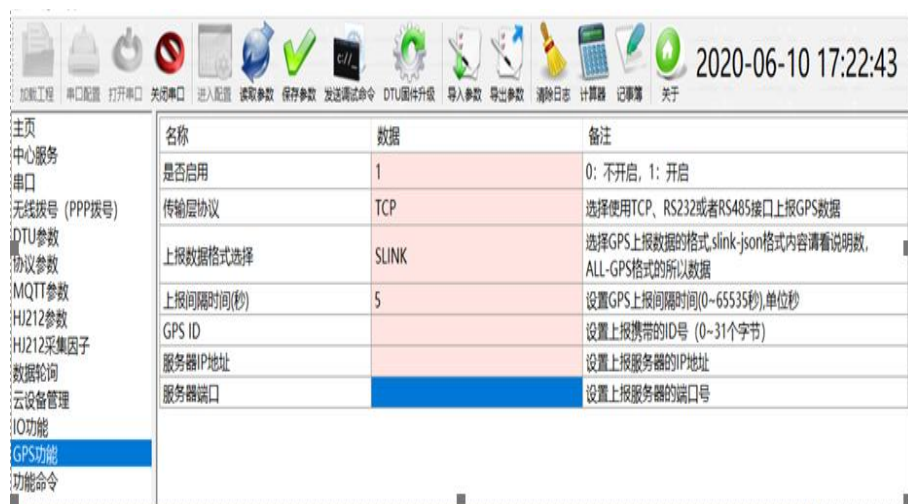 2020-06-10 17:22:43
加载工程 串口配置 打开串口 关闭串口 进入配置 读取参数 保存参数 发送调试命令 DTU固件升级 导入参数 导出参数 清除日志 计算器 记事簿 关于
主页
中心服务
串口
无线拨号 (PPP拨号)
DTU参数
协议参数
MQTT参数
HJ212参数
HJ212采集因子
数据轮询
云设备管理
IO功能
GPS功能
功能命令
名称 数据 备注
是否启用 1 0: 不开启, 1: 开启
传输层协议 TCP 选择使用TCP、RS232或者RS485接口上报GPS数据
上报数据格式选择 SLINK 选择GPS上报数据的格式,slink-json格式内容请看说明数,
ALL-GPS格式的所以数据
上报间隔时间(秒) 5 设置GPS上报间隔时间(0~65535秒),单位秒
GPS ID 设置上报携带的ID号 (0~31个字节)
服务器IP地址 设置上报服务器的IP地址
服务器端口 设置上报服务器的端口号